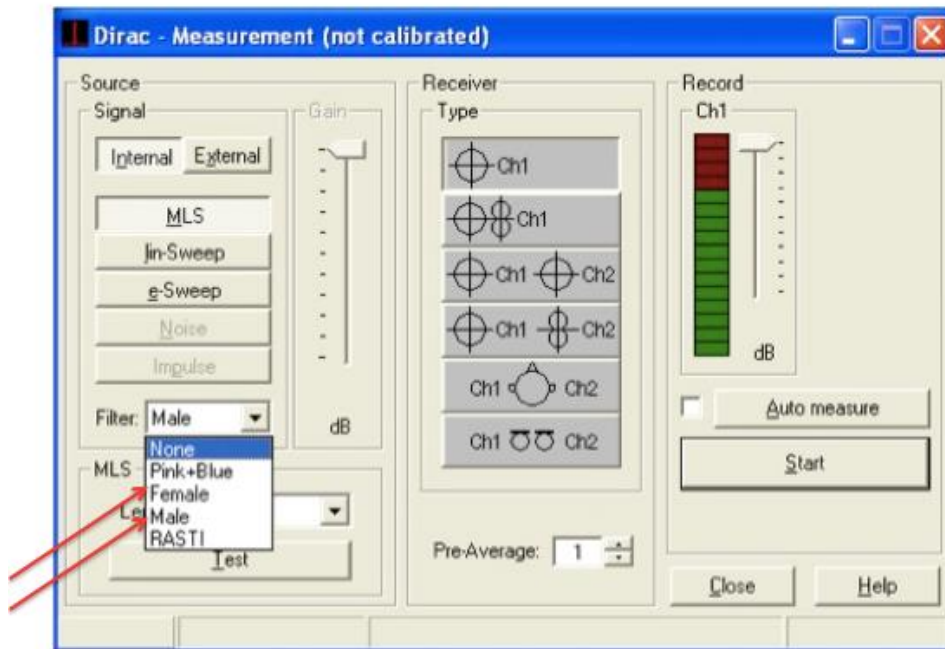 Dirac - Measurement (not calibrated)
Source
Signal
Internal External
MLS
lin-Sweep
e-Sweep
Noise
Impulse
Filter: Male
None
Pink+Blue
Female
Male
RASTI
MLS
Test
Gain
dB
Receiver
Type
Ch1
Ch1
Ch1 Ch2
Ch1 Ch2
Ch1 Ch2
Ch1 Ch2
Pre-Average: 1
Record
Ch1
dB
Auto measure
Start
Close Help